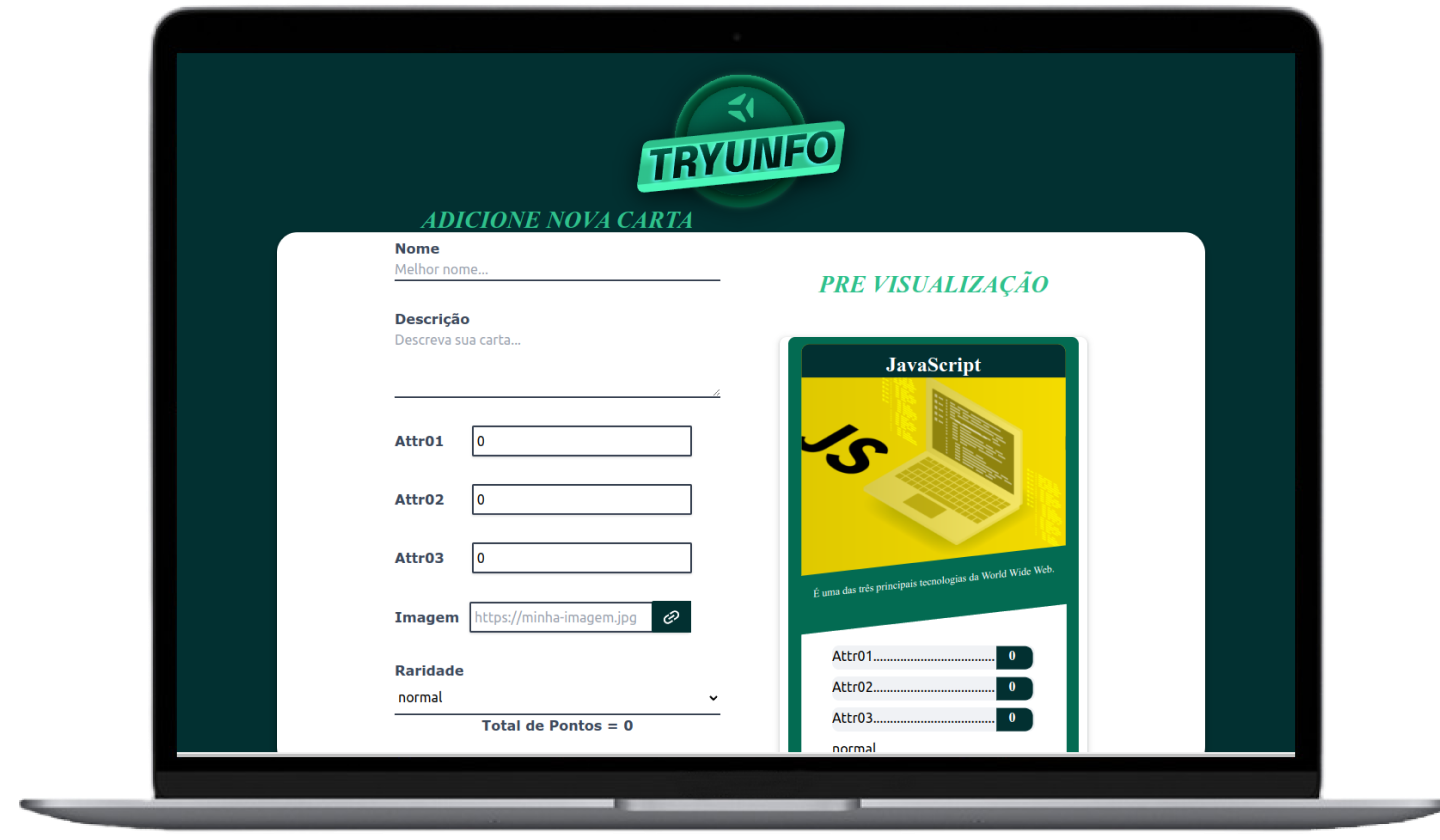 TRYUNFO
ADICIONE NOVA CARTA
Nome
Melhor nome...
Descrição
Descreva sua carta...
Attr01 0
Attr02 0
Attr03 0
Imagem https://minha-imagem.jpg
Raridade
normal
Total de Pontos = 0
PRE VISUALIZAÇÃO
JavaScript
JS
É uma das três principais tecnologias da World Wide Web.
Attr01.................................... 0
Attr02.................................... 0
Attr03.................................... 0
normal